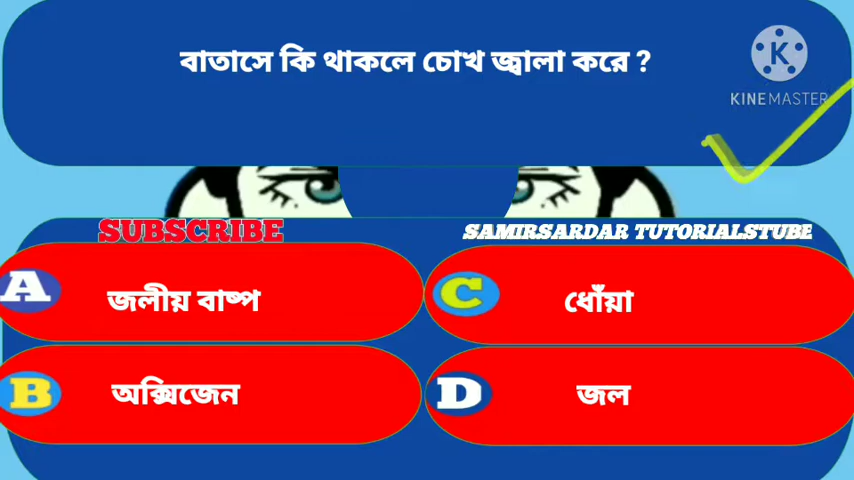 বাতাসে কি থাকলে চোখ জ্বালা করে ?
K
KINEMASTER
SUBSCRIBE
SAMIRSARDAR TUTORIALSTUBE
A জলীয় বাষ্প
C ধোঁয়া
B অক্সিজেন
D জল